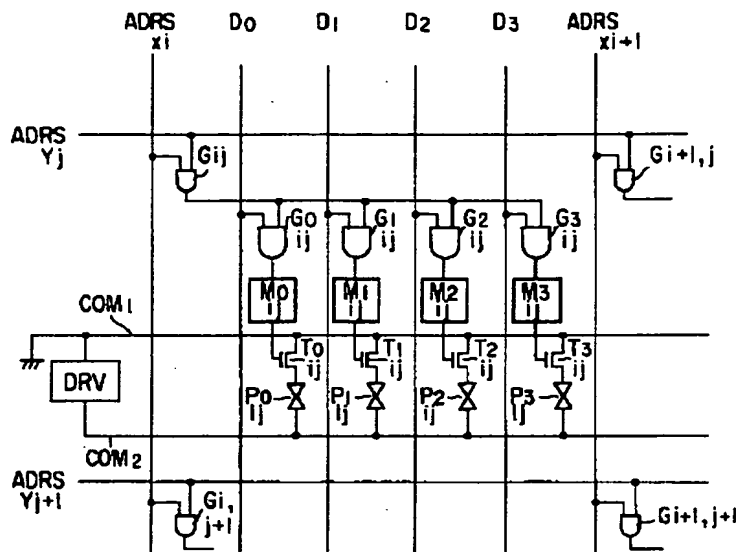 ADRS xi
D0
D1
D2
D3
ADRS xi+1
ADRS Yj
Gij
Gi+1,j
G0 ij
G1 ij
G2 ij
G3 ij
M0 ij
M1 ij
M2 ij
M3 ij
COM1
T0 ij
T1 ij
T2 ij
T3 ij
DRV
P0 ij
P1 ij
P2 ij
P3 ij
COM2
ADRS Yj+1
Gi, j+1
Gi+1,j+1